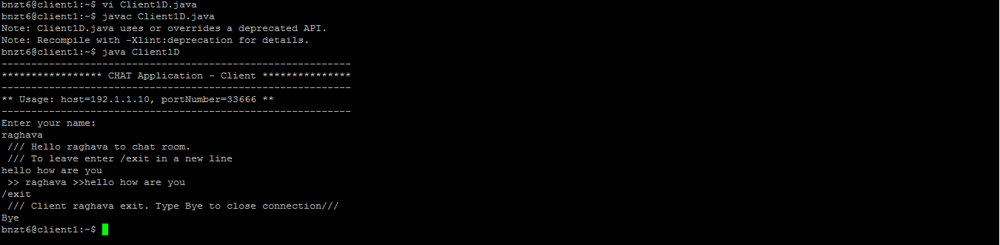 bnzt6@client1:~$ vi Client1D.java
bnzt6@client1:~$ javac Client1D.java
Note: Client1D.java uses or overrides a deprecated API.
Note: Recompile with -Xlint:deprecation for details.
bnzt6@client1:~$ java Client1D
-----------------------------------------------------------
***************** CHAT Application - Client ***************
-----------------------------------------------------------
** Usage: host=192.1.1.10, portNumber=33666 **
-----------------------------------------------------------
Enter your name:
raghava
 /// Hello raghava to chat room.
 /// To leave enter /exit in a new line
hello how are you
 >> raghava >>hello how are you
/exit
 /// Client raghava exit. Type Bye to close connection///
Bye
bnzt6@client1:~$